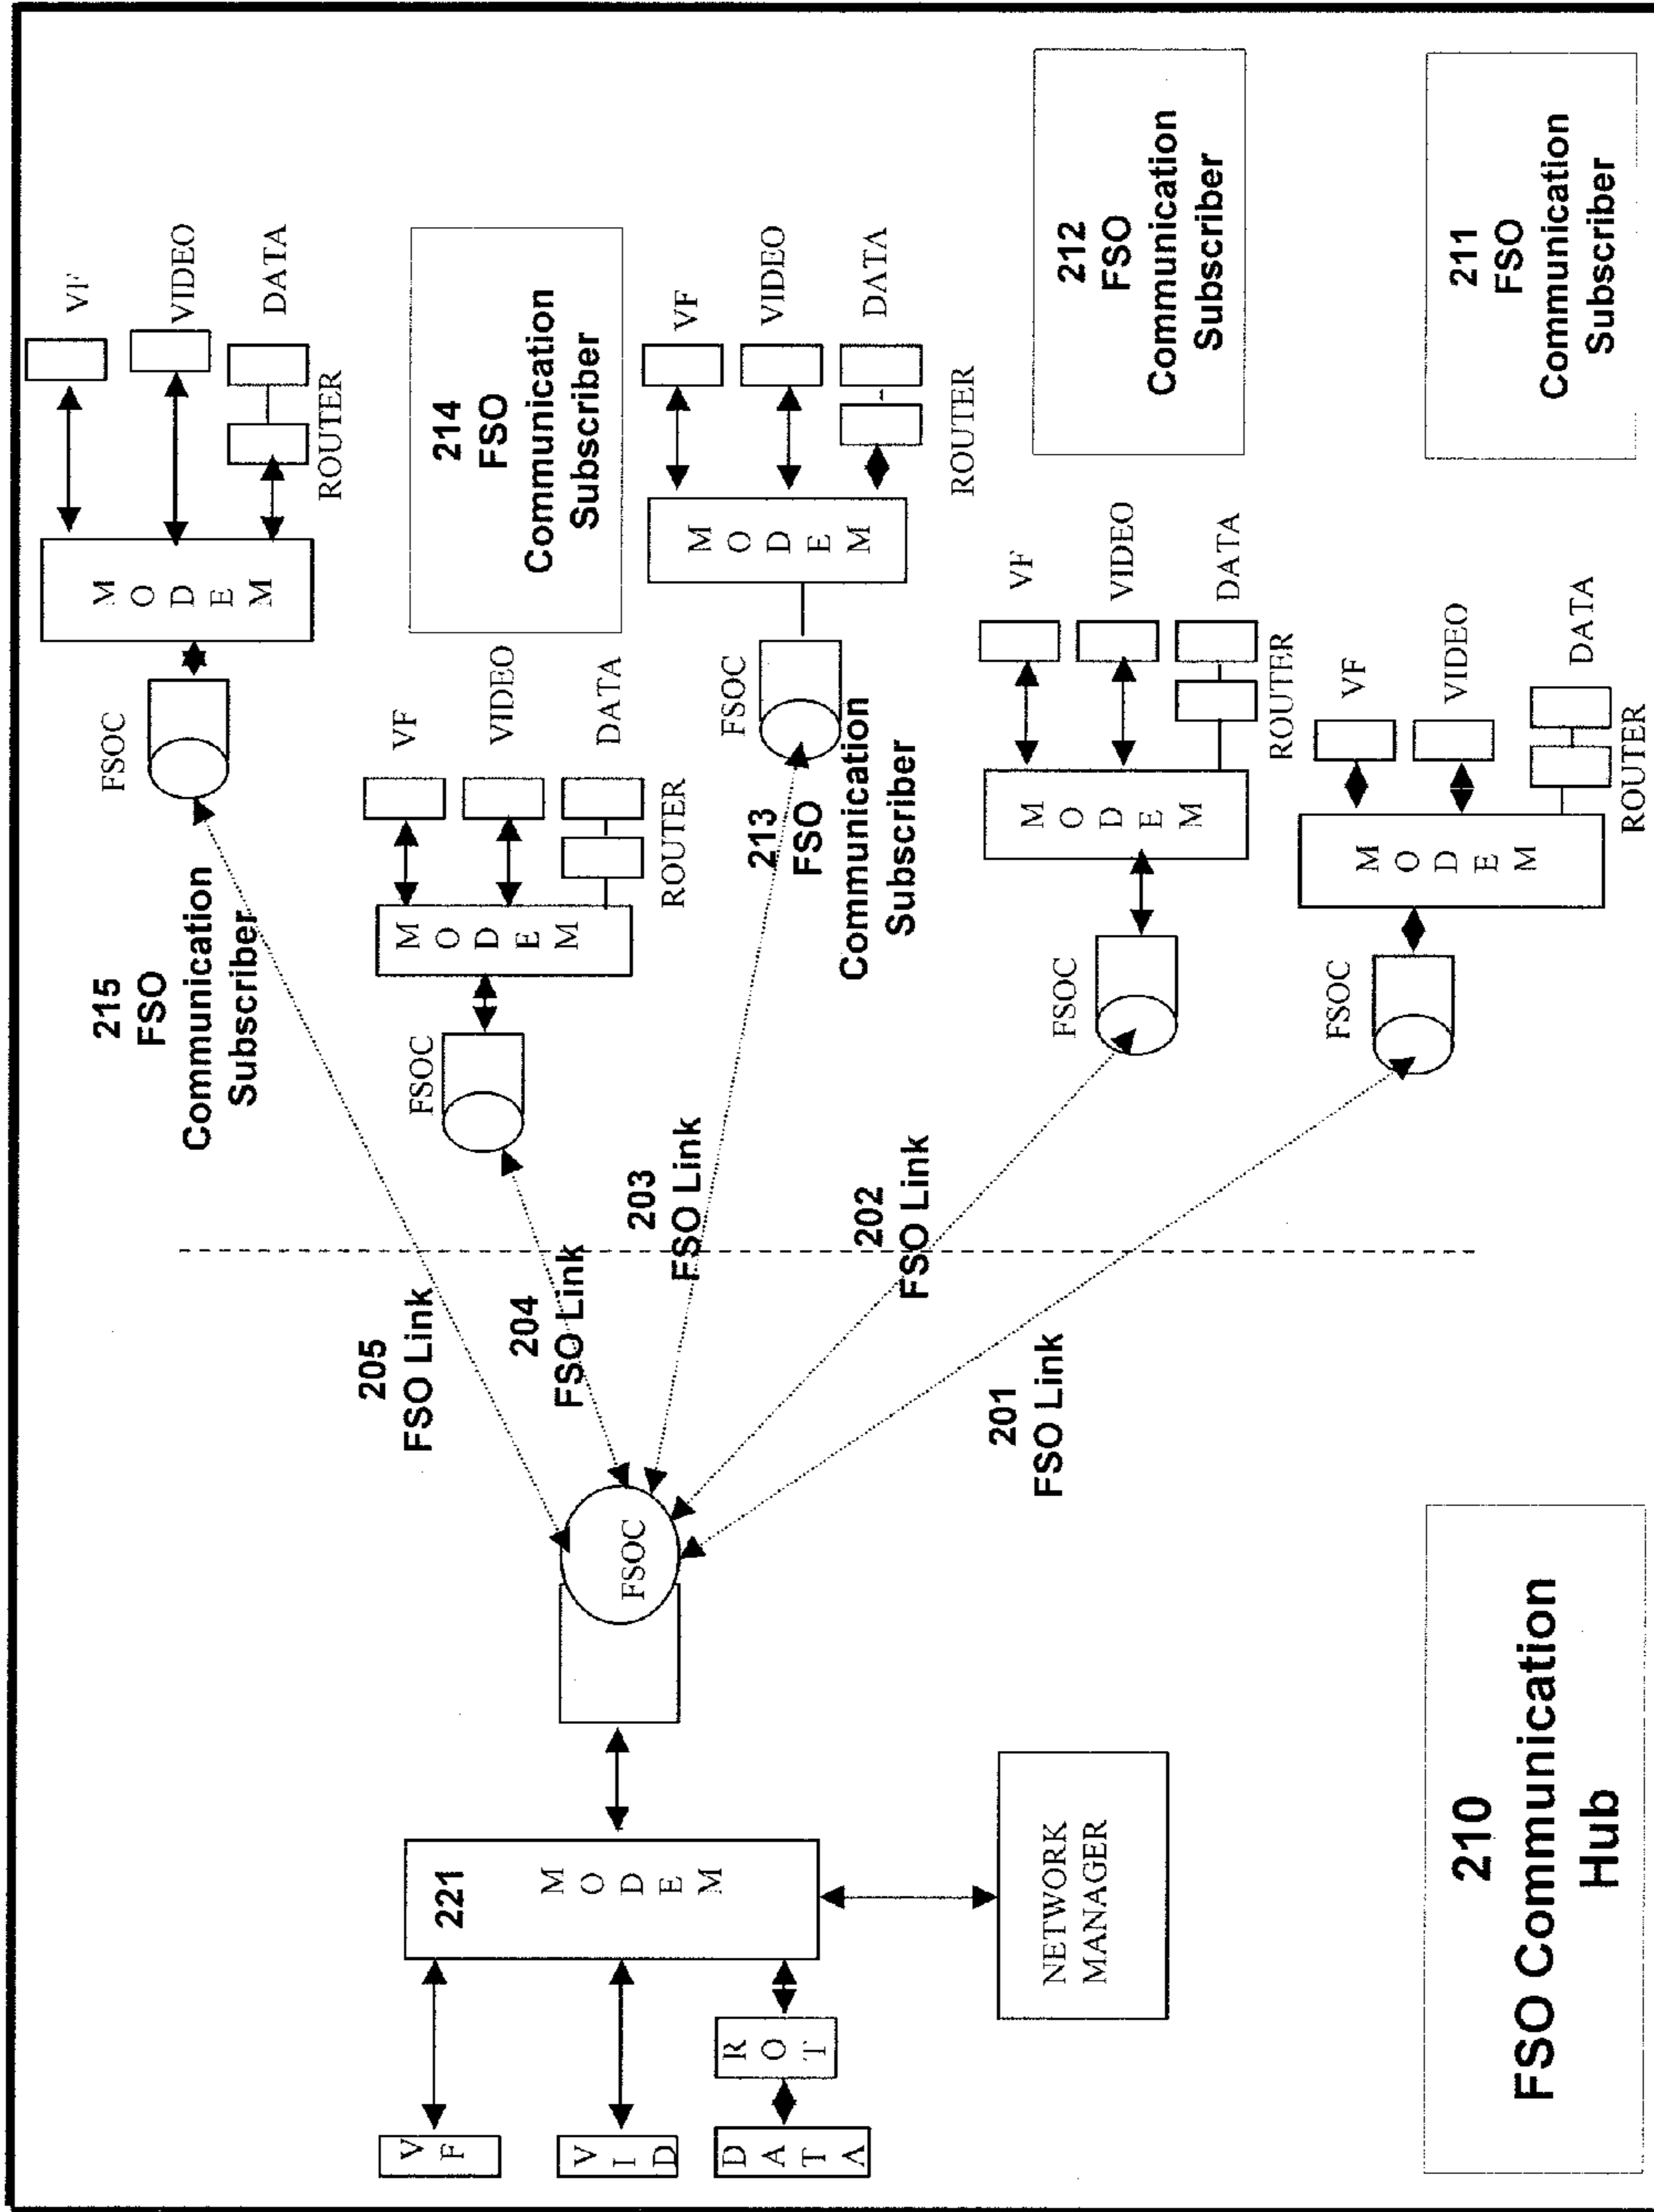 VF
VIDEO
DATA
ROUTER
MODEM
FSOC
215
FSO
Communication
Subscriber
214
FSO
Communication
Subscriber
VF
VIDEO
DATA
ROUTER
MODEM
FSOC
VF
VIDEO
DATA
ROUTER
MODEM
FSOC
213
FSO
Communication
Subscriber
212
FSO
Communication
Subscriber
VF
VIDEO
DATA
ROUTER
MODEM
FSOC
211
FSO
Communication
Subscriber
VF
VIDEO
DATA
ROUTER
MODEM
FSOC
205
FSO Link
204
FSO Link
203
FSO Link
202
FSO Link
201
FSO Link
FSOC
221
MODEM
VF
VID
ROT
DATA
NETWORK
MANAGER
210
FSO Communication
Hub